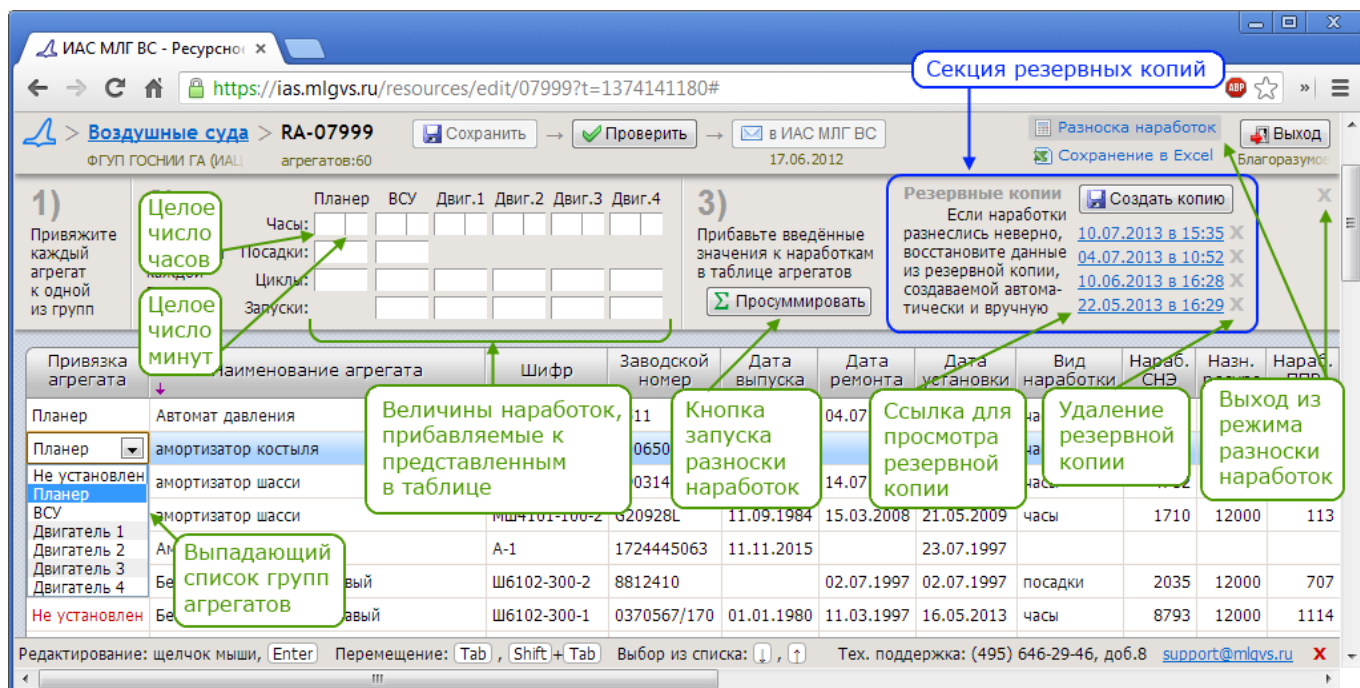 ИАС МЛГ ВС - Ресурсно
Секция резервных копий
https://ias.mlgvs.ru/resources/edit/07999?t=1374141180#
ABP
> Воздушные суда > RA-07999
Сохранить → Проверить → в ИАС МЛГ ВС
Разноска наработок
Выход
ФГУП ГОСНИИ ГА (ИАЦ
агрегатов:60
17.06.2012
Сохранение в Excel
Благоразумо
1)
Привяжите
каждый
агрегат
к одной
из групп
Целое
число
часов
Целое
число
минут
Планер ВСУ Двиг.1 Двиг.2 Двиг.3 Двиг.4
Часы:
Посадки:
Циклы:
Запуски:
3)
Прибавьте введённые
значения к наработкам
в таблице агрегатов
Σ Просуммировать
Резервные копии
Создать копию
Если наработки
разнеслись неверно,
восстановите данные
из резервной копии,
создаваемой автома-
тически и вручную
10.07.2013 в 15:35 X
04.07.2013 в 10:52 X
10.06.2013 в 16:28 X
22.05.2013 в 16:29 X
X
Привязка агрегата
Наименование агрегата
Шифр
Заводской номер
Дата выпуска
Дата ремонта
Дата установки
Вид наработки
Нараб. СНЭ
Назн.
Нараб.
Величины наработок,
прибавляемые к
представленным
в таблице
Кнопка
запуска
разноски
наработок
Ссылка для
просмотра
резервной
копии
Удаление
резервной
копии
Выход из
режима
разноски
наработок
Планер Автомат давления 04.07
Планер амортизатор костыля
амортизатор шасси 14.07
амортизатор шасси МШ4101-100-2 G20928L 11.09.1984 15.03.2008 21.05.2009 часы 1710 12000 113
А-1 1724445063 11.11.2015 23.07.1997
Ш6102-300-2 8812410 02.07.1997 02.07.1997 посадки 2035 12000 707
Не установлен Ш6102-300-1 0370567/170 01.01.1980 11.03.1997 16.05.2013 часы 8793 12000 1114
Не установлен
Планер
ВСУ
Двигатель 1
Двигатель 2
Двигатель 3
Двигатель 4
Выпадающий
список групп
агрегатов
Редактирование: щелчок мыши, Enter Перемещение: Tab , Shift+Tab Выбор из списка: ↓ , ↑ Тех. поддержка: (495) 646-29-46, доб.8 support@mlgvs.ru X